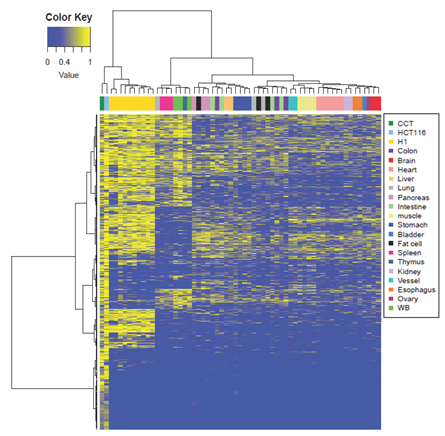 Color Key
0 0.4 1
Value
CCT
HCT116
H1
Colon
Brain
Heart
Liver
Lung
Pancreas
Intestine
muscle
Stomach
Bladder
Fat cell
Spleen
Thymus
Kidney
Vessel
Esophagus
Ovary
WB